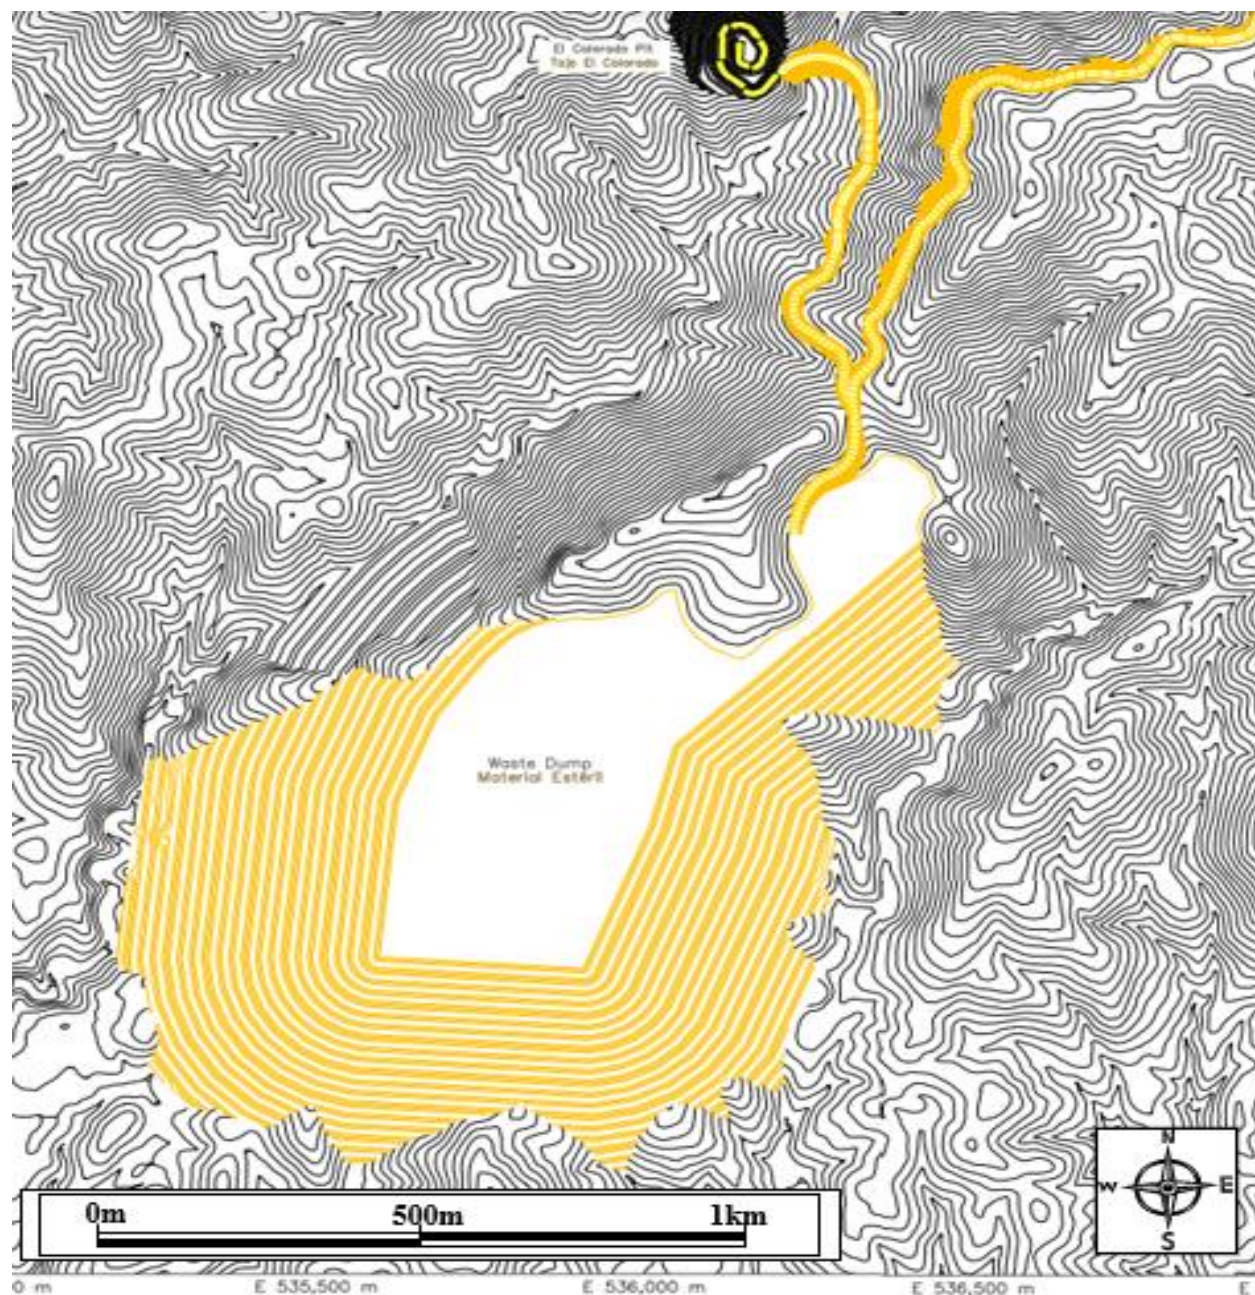 El Colorado Pit
Tajo El Colorado
Waste Dump
Material Estéril
N
W E
S
0m 500m 1km
0 m E 535,500 m E 536,000 m E 536,500 m E